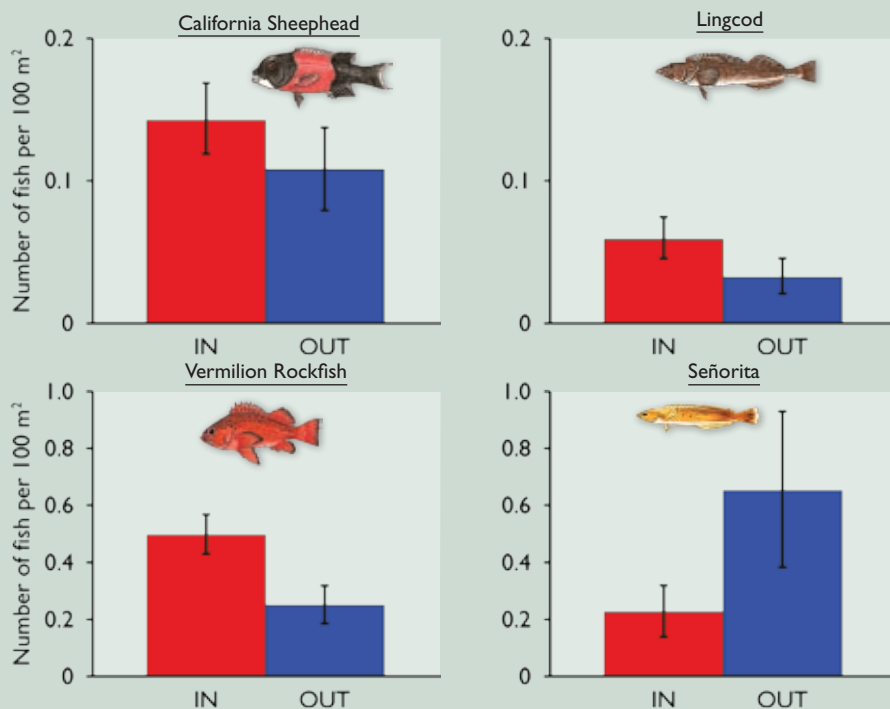 California Sheephead
Lingcod
Number of fish per 100 m²
0.2
0.1
0
IN OUT
0.2
0.1
0
IN OUT
Vermilion Rockfish
Señorita
Number of fish per 100 m²
1.0
0.8
0.6
0.4
0.2
0
IN OUT
1.0
0.8
0.6
0.4
0.2
0
IN OUT